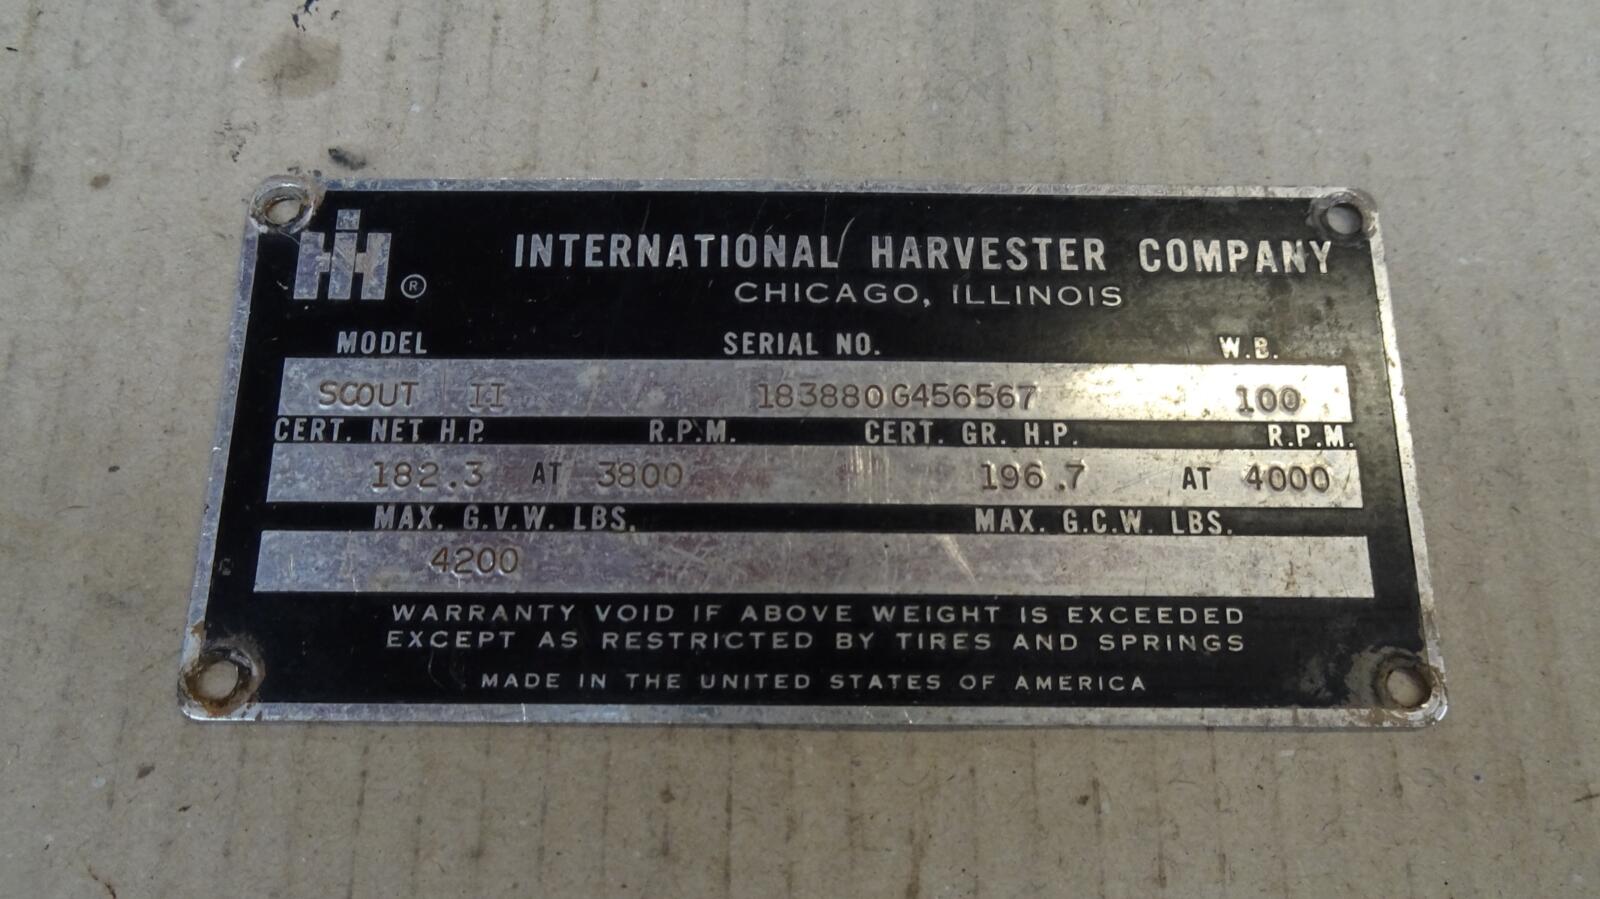 IH ®
INTERNATIONAL HARVESTER COMPANY
CHICAGO, ILLINOIS
MODEL SERIAL NO. W.B.
SCOUT II 183880G456567 100
CERT. NET H.P. R.P.M. CERT. GR. H.P. R.P.M.
182.3 AT 3800 196.7 AT 4000
MAX. G.V.W. LBS. MAX. G.C.W. LBS.
4200
WARRANTY VOID IF ABOVE WEIGHT IS EXCEEDED
EXCEPT AS RESTRICTED BY TIRES AND SPRINGS
MADE IN THE UNITED STATES OF AMERICA